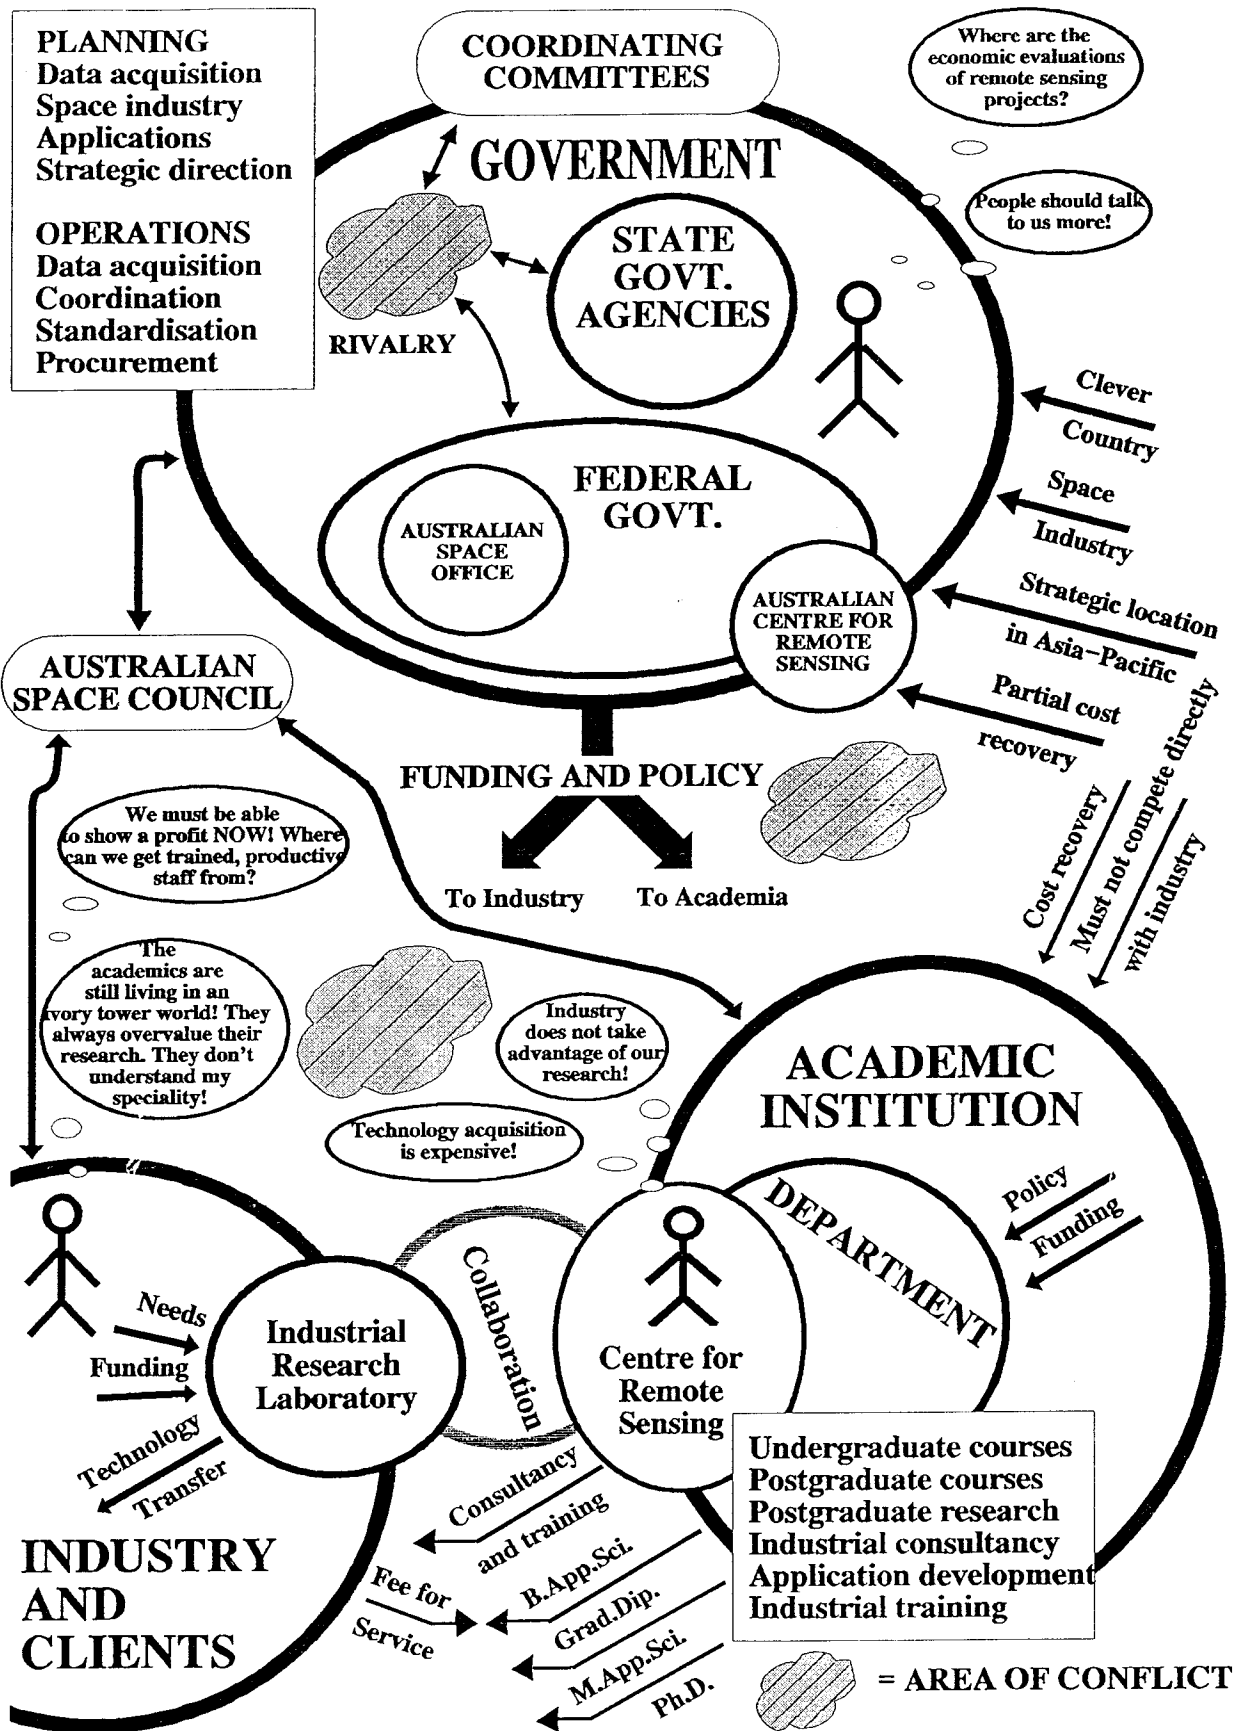 PLANNING
Data acquisition
Space industry
Applications
Strategic direction
OPERATIONS
Data acquisition
Coordination
Standardisation
Procurement
COORDINATING
COMMITTEES
Where are the
economic evaluations
of remote sensing
projects?
People should talk
to us more!
GOVERNMENT
STATE
GOVT.
AGENCIES
RIVALRY
FEDERAL
GOVT.
AUSTRALIAN
SPACE
OFFICE
AUSTRALIAN
CENTRE FOR
REMOTE
SENSING
Clever
Country
Space
Industry
Strategic location
in Asia-Pacific
Partial cost
recovery
Cost recovery
Must not compete directly
with industry
AUSTRALIAN
SPACE COUNCIL
FUNDING AND POLICY
To Industry
To Academia
We must be able
to show a profit NOW! Where
can we get trained, productive
staff from?
The
academics are
still living in an
ivory tower world! They
always overvalue their
research. They don't
understand my
speciality!
Industry
does not take
advantage of our
research!
Technology acquisition
is expensive!
ACADEMIC
INSTITUTION
DEPARTMENT
Policy
Funding
Centre for
Remote
Sensing
Collaboration
Industrial
Research
Laboratory
Needs
Funding
Technology
Transfer
INDUSTRY
AND
CLIENTS
Consultancy
and training
Fee for
Service
B.App.Sci.
Grad.Dip.
M.App.Sci.
Ph.D.
Undergraduate courses
Postgraduate courses
Postgraduate research
Industrial consultancy
Application development
Industrial training
= AREA OF CONFLICT